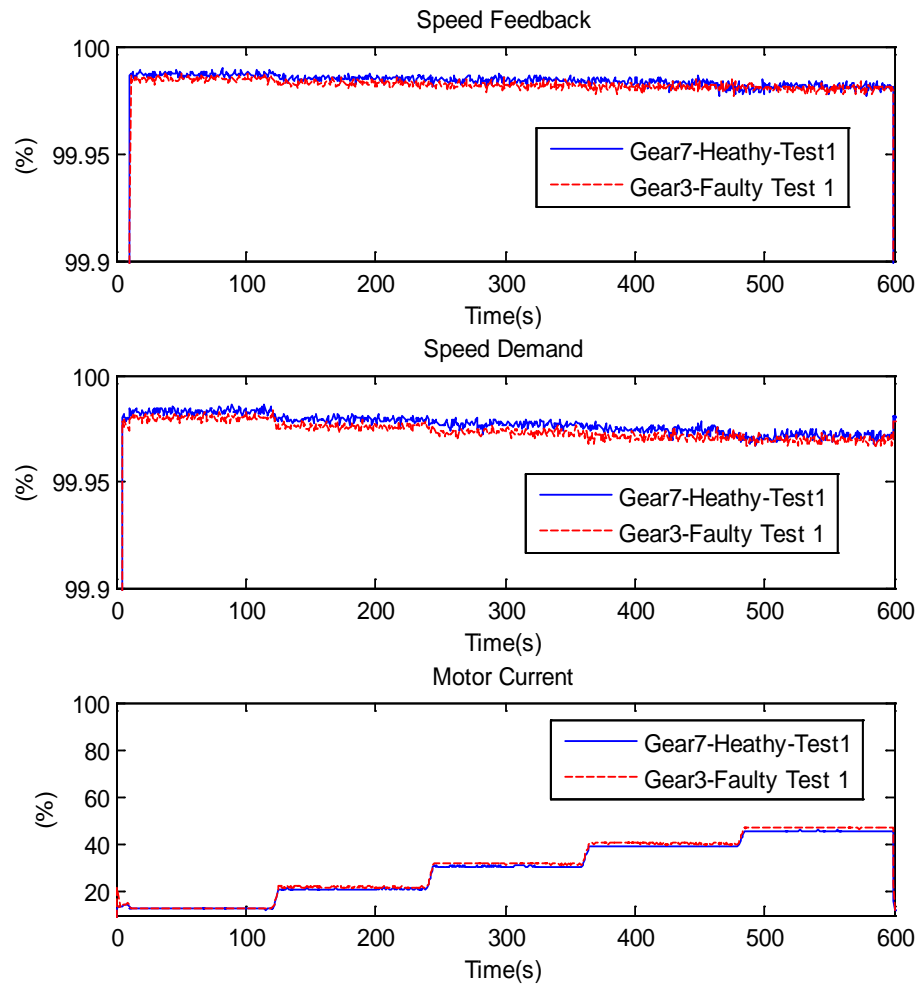 Speed Feedback
100
99.95
99.9
(%)
Gear7-Heathy-Test1
Gear3-Faulty Test 1
0 100 200 300 400 500 600
Time(s)
Speed Demand
100
99.95
99.9
(%)
Gear7-Heathy-Test1
Gear3-Faulty Test 1
0 100 200 300 400 500 600
Time(s)
Motor Current
100
80
60
40
20
(%)
Gear7-Heathy-Test1
Gear3-Faulty Test 1
0 100 200 300 400 500 600
Time(s)